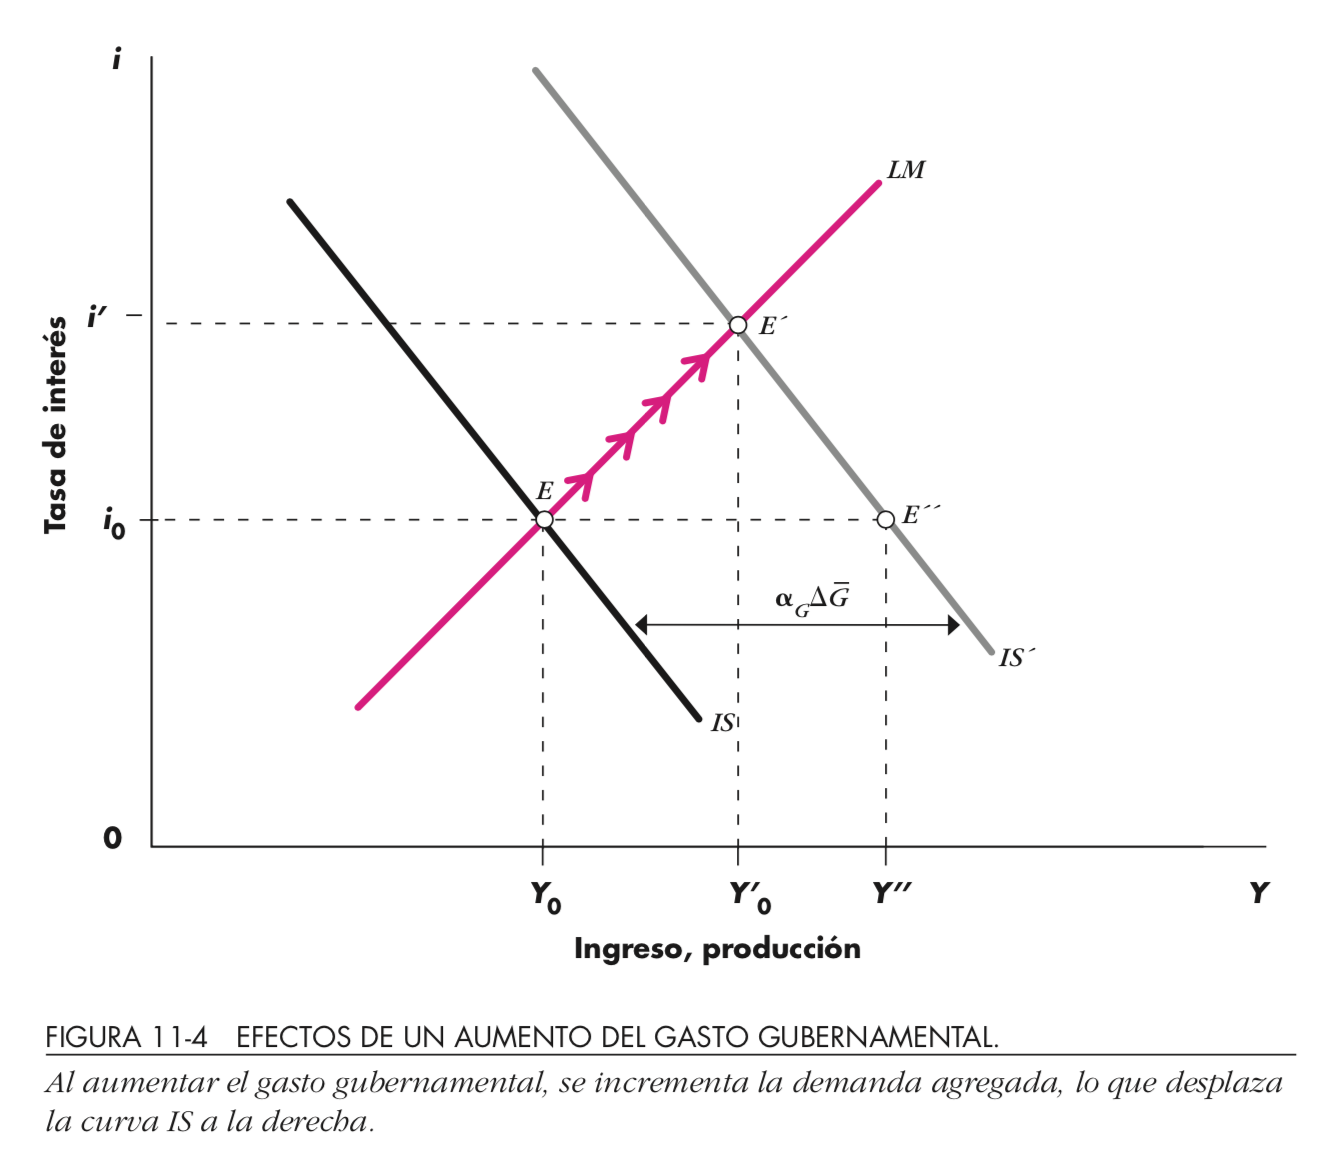 i
LM
i′
E´
Tasa de interés
E
i0
E´´
αGΔG̅
IS´
IS
0
Y0
Y′0
Y″
Y
Ingreso, producción
FIGURA 11-4 EFECTOS DE UN AUMENTO DEL GASTO GUBERNAMENTAL.
Al aumentar el gasto gubernamental, se incrementa la demanda agregada, lo que desplaza
la curva IS a la derecha.